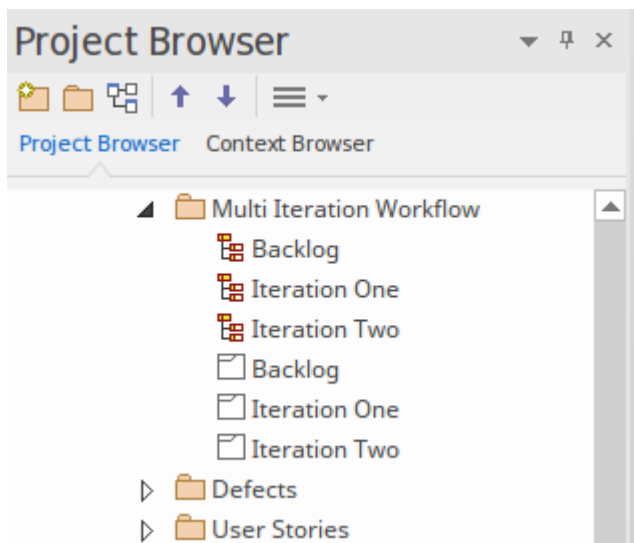 Project Browser
Project Browser Context Browser
Multi Iteration Workflow
Backlog
Iteration One
Iteration Two
Backlog
Iteration One
Iteration Two
Defects
User Stories